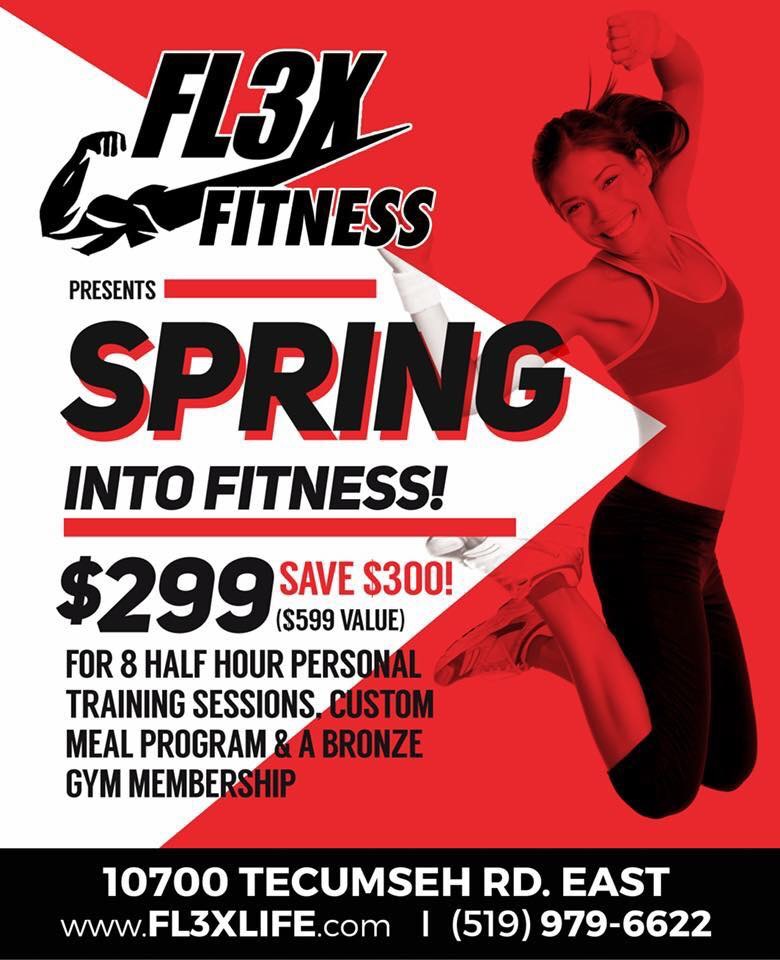 FL3X
FITNESS
PRESENTS
SPRING
INTO FITNESS!
$299 SAVE $300!
($599 VALUE)
FOR 8 HALF HOUR PERSONAL
TRAINING SESSIONS, CUSTOM
MEAL PROGRAM & A BRONZE
GYM MEMBERSHIP
10700 TECUMSEH RD. EAST
www.FL3XLIFE.com I (519) 979-6622